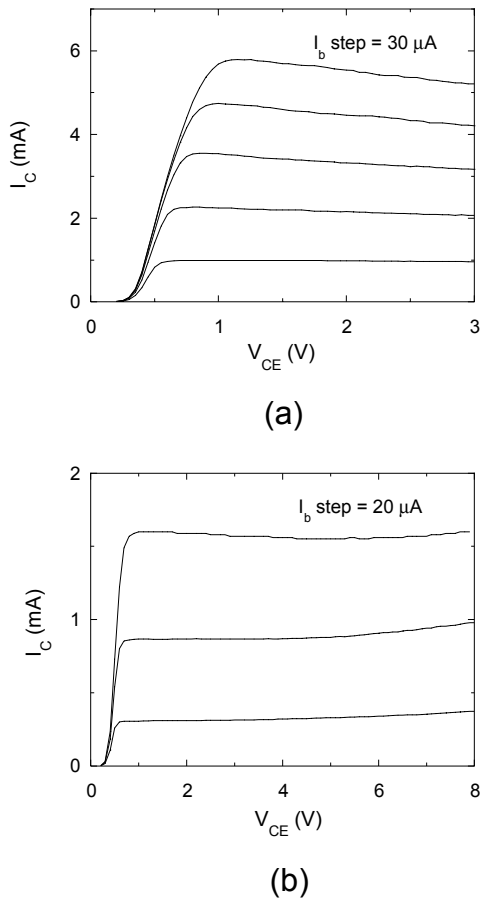 I_b step = 30 μA
6
4
2
0
I_C (mA)
0 1 2 3
V_CE (V)
(a)
I_b step = 20 μA
2
1
0
I_C (mA)
0 2 4 6 8
V_CE (V)
(b)